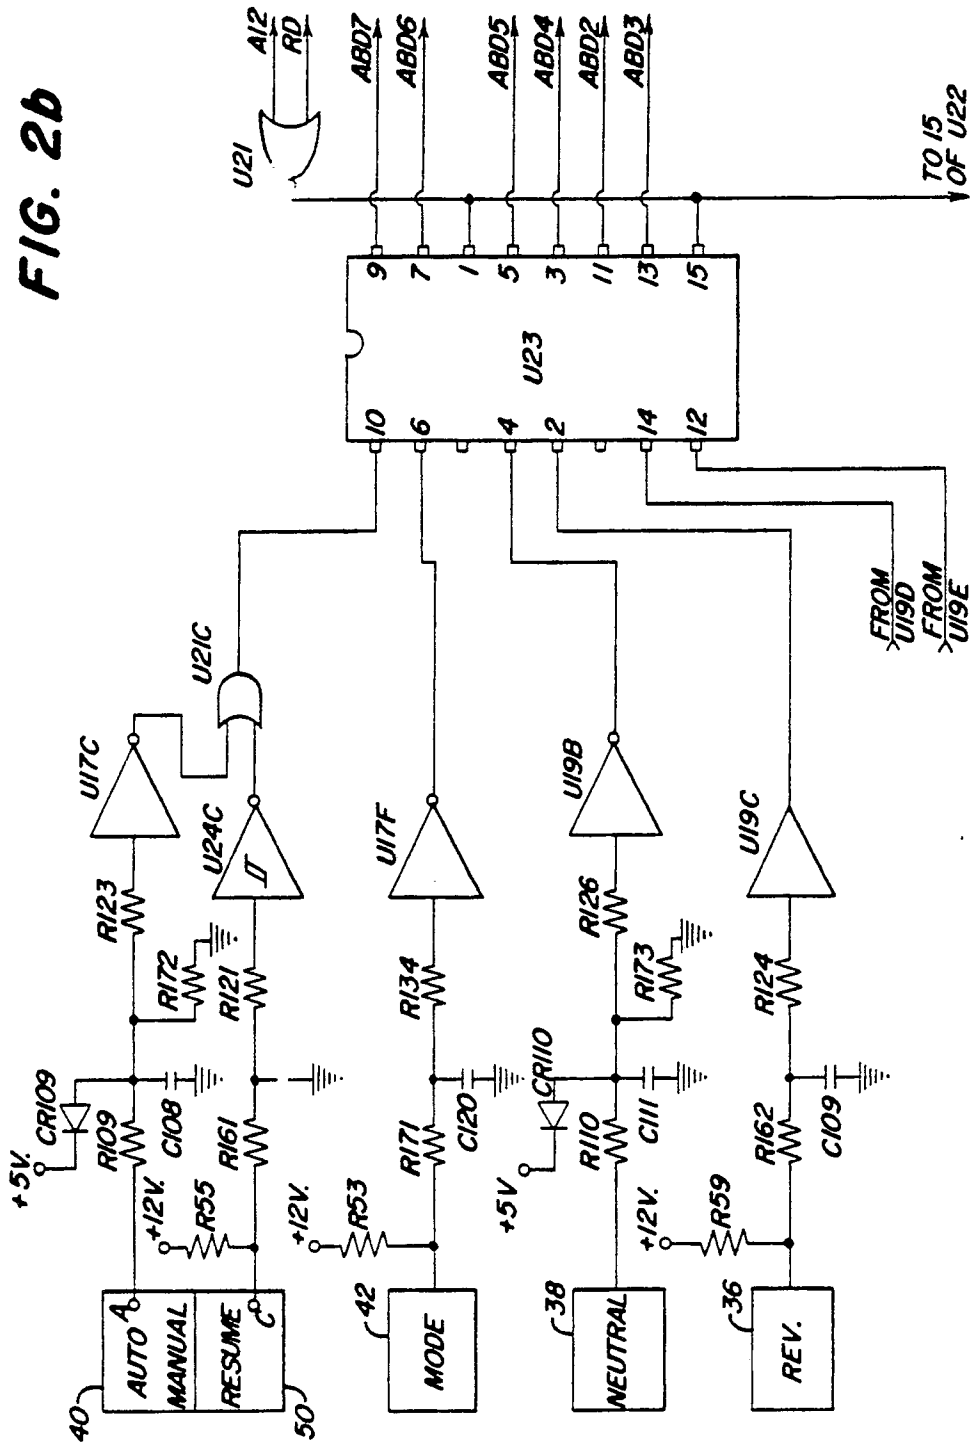 FIG. 2b
A12
RD
U21
ABD7
ABD6
ABD5
ABD4
ABD2
ABD3
TO 15
OF U22
9
7
1
5
3
11
13
15
U23
10
6
4
2
14
12
FROM
U19D
FROM
U19E
U21C
U17C
U24C
U17F
U19B
U19C
R123
R172
R121
R134
R126
R173
R124
+5V.
CR109
R109
C108
R161
+12V.
R55
+12V.
R53
R171
C120
+5V
CR110
R110
C111
+12V.
R59
R162
C109
40
AUTO A
MANUAL
RESUME
C
50
42
MODE
38
NEUTRAL
36
REV.